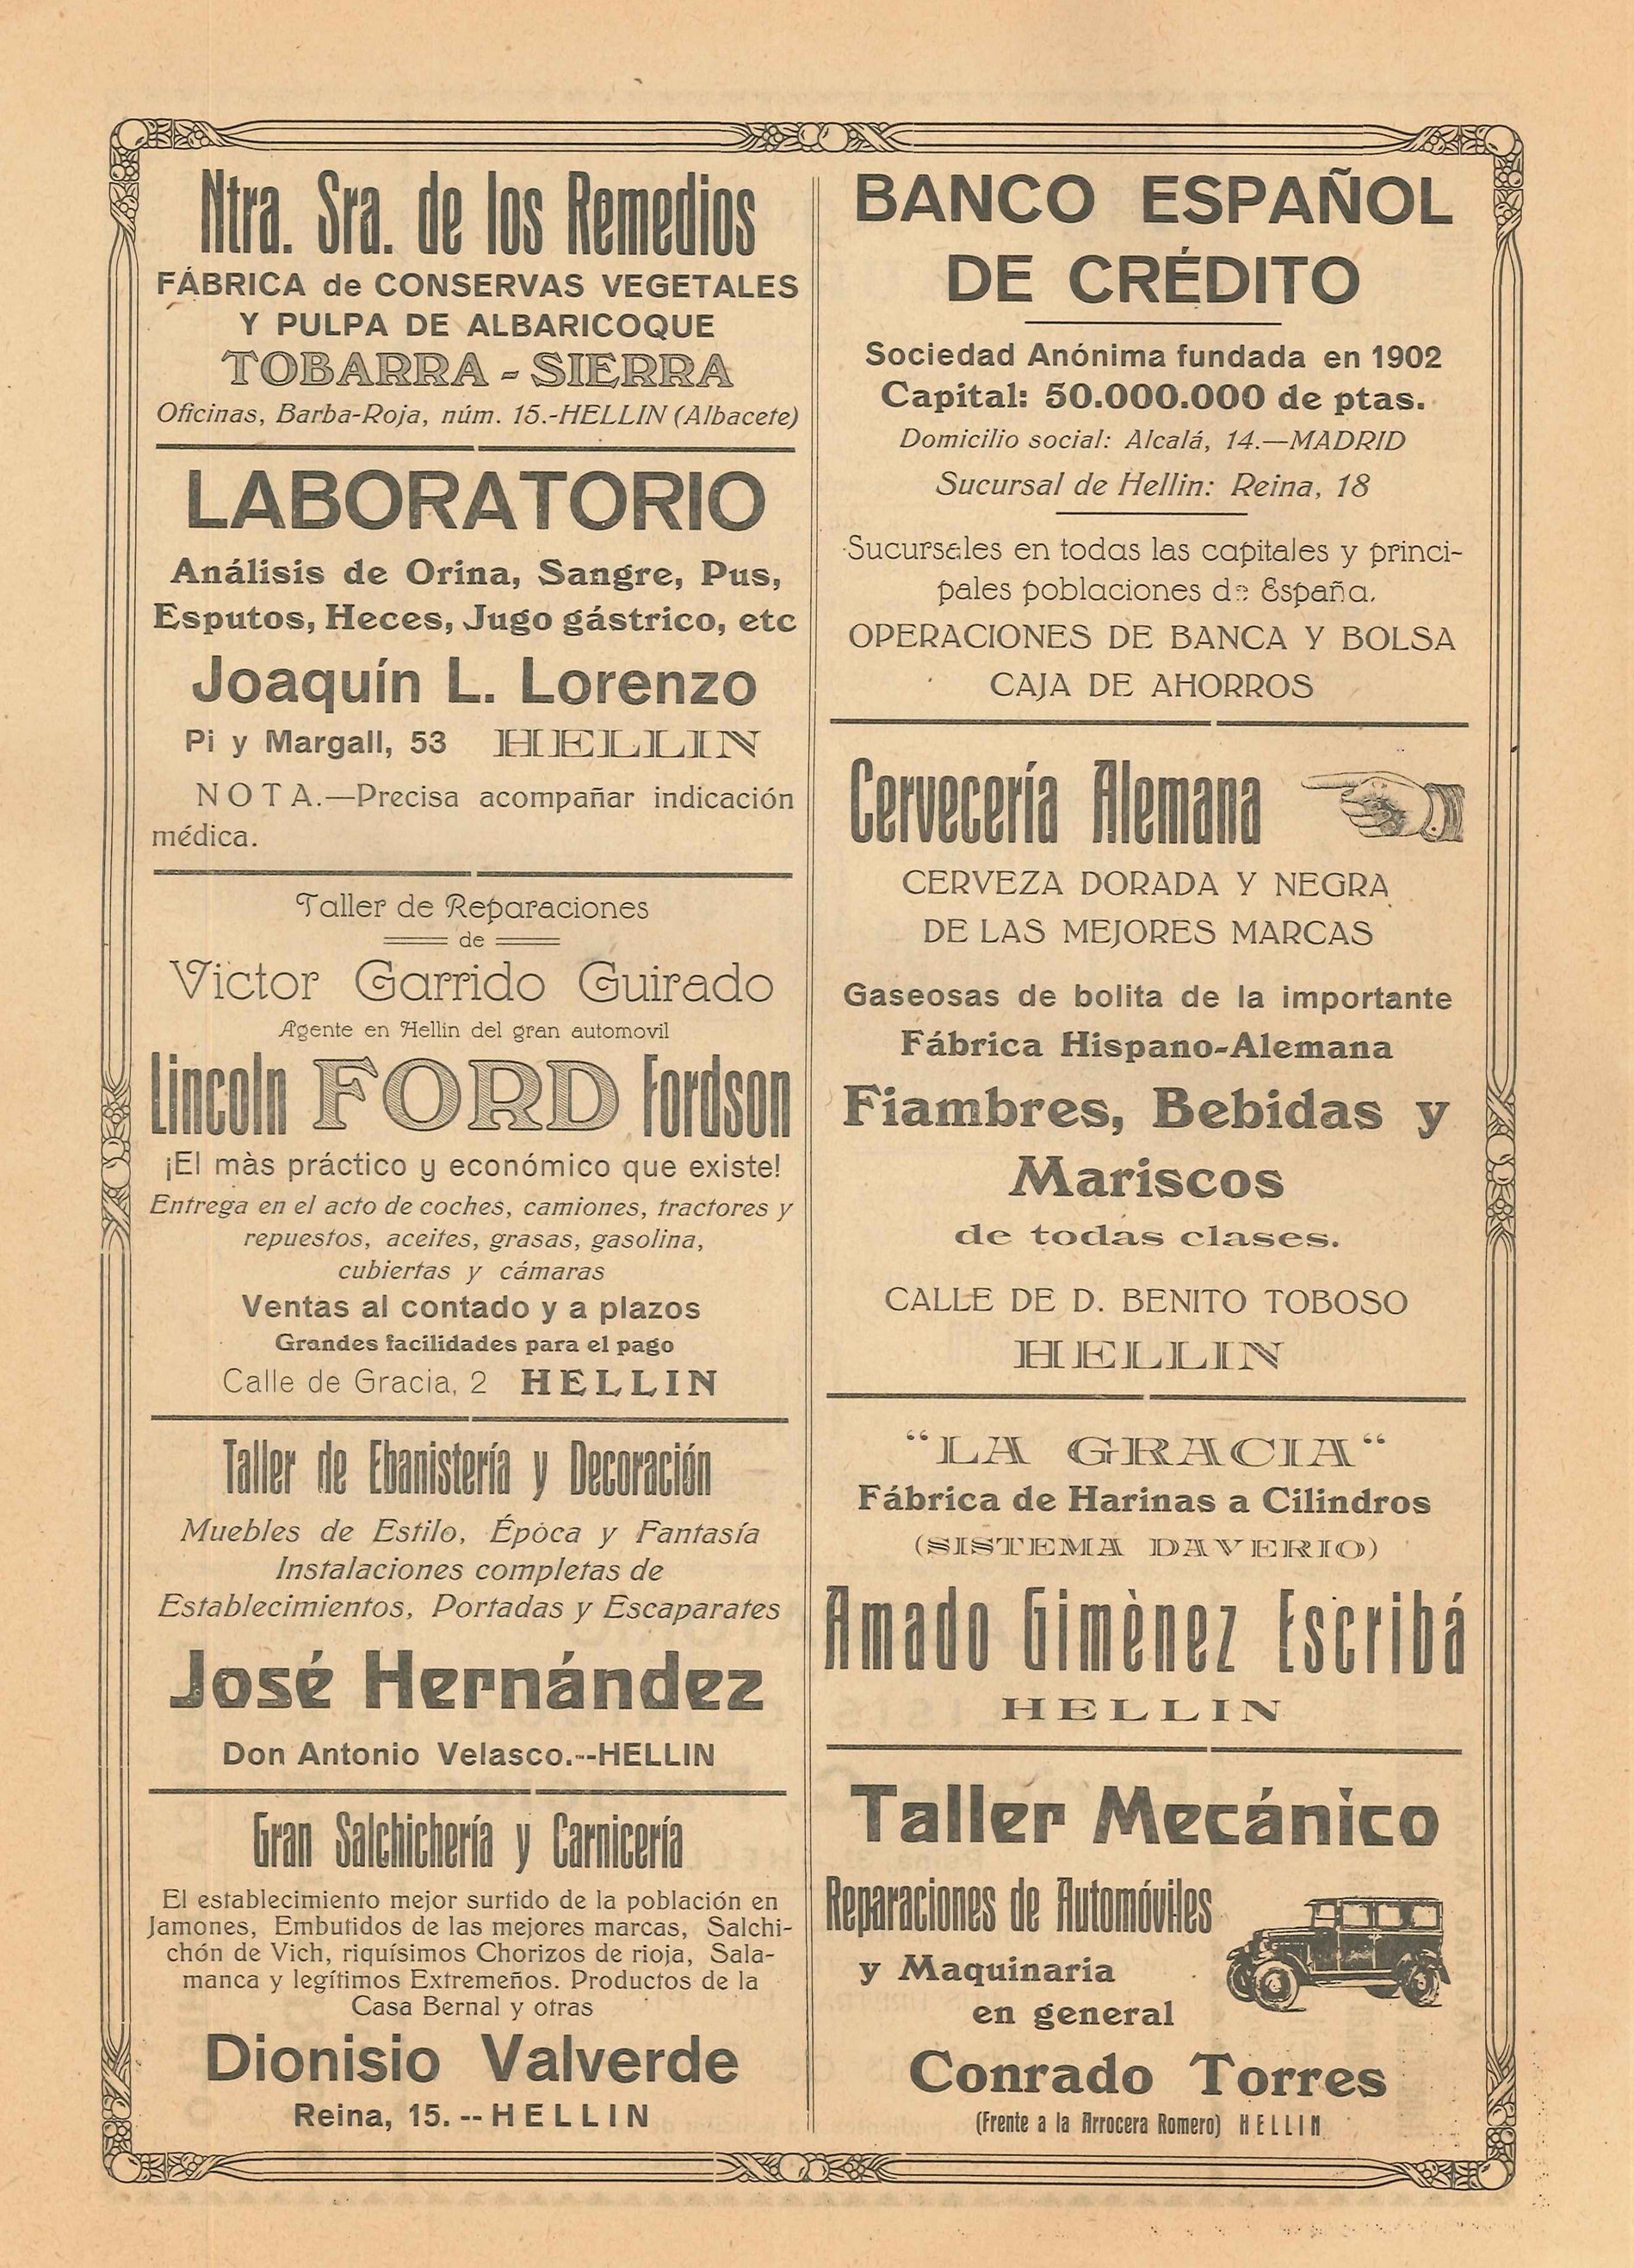 Ntra. Sra. de los Remedios
FÁBRICA de CONSERVAS VEGETALES
Y PULPA DE ALBARICOQUE
TOBARRA - SIERRA
Oficinas, Barba-Roja, núm. 15.-HELLIN (Albacete)
LABORATORIO
Análisis de Orina, Sangre, Pus,
Esputos, Heces, Jugo gástrico, etc
Joaquín L. Lorenzo
Pi y Margall, 53 HELLIN
NOTA.—Precisa acompañar indicación
médica.
Taller de Reparaciones
de
Victor Garrido Guirado
Agente en Hellin del gran automovil
Lincoln FORD Fordson
¡El màs práctico y económico que existe!
Entrega en el acto de coches, camiones, tractores y
repuestos, aceites, grasas, gasolina,
cubiertas y cámaras
Ventas al contado y a plazos
Grandes facilidades para el pago
Calle de Gracia, 2 HELLIN
Taller de Ebanistería y Decoración
Muebles de Estilo, Época y Fantasía
Instalaciones completas de
Establecimientos, Portadas y Escaparates
José Hernández
Don Antonio Velasco.--HELLIN
Gran Salchichería y Carnicería
El establecimiento mejor surtido de la población en
Jamones, Embutidos de las mejores marcas, Salchi-
chón de Vich, riquísimos Chorizos de rioja, Sala-
manca y legítimos Extremeños. Productos de la
Casa Bernal y otras
Dionisio Valverde
Reina, 15. -- HELLIN
BANCO ESPAÑOL
DE CRÉDITO
Sociedad Anónima fundada en 1902
Capital: 50.000.000 de ptas.
Domicilio social: Alcalá, 14.—MADRID
Sucursal de Hellin: Reina, 18
Sucursales en todas las capitales y princi-
pales poblaciones de España.
OPERACIONES DE BANCA Y BOLSA
CAJA DE AHORROS
Cervecería Alemana
CERVEZA DORADA Y NEGRA
DE LAS MEJORES MARCAS
Gaseosas de bolita de la importante
Fábrica Hispano-Alemana
Fiambres, Bebidas y
Mariscos
de todas clases.
CALLE DE D. BENITO TOBOSO
HELLIN
“LA GRACIA“
Fábrica de Harinas a Cilindros
(SISTEMA DAVERIO)
Amado Gimènez Escribá
HELLIN
Taller Mecánico
Reparaciones de Automóviles
y Maquinaria
en general
Conrado Torres
(Frente a la Arrocera Romero) HELLIN